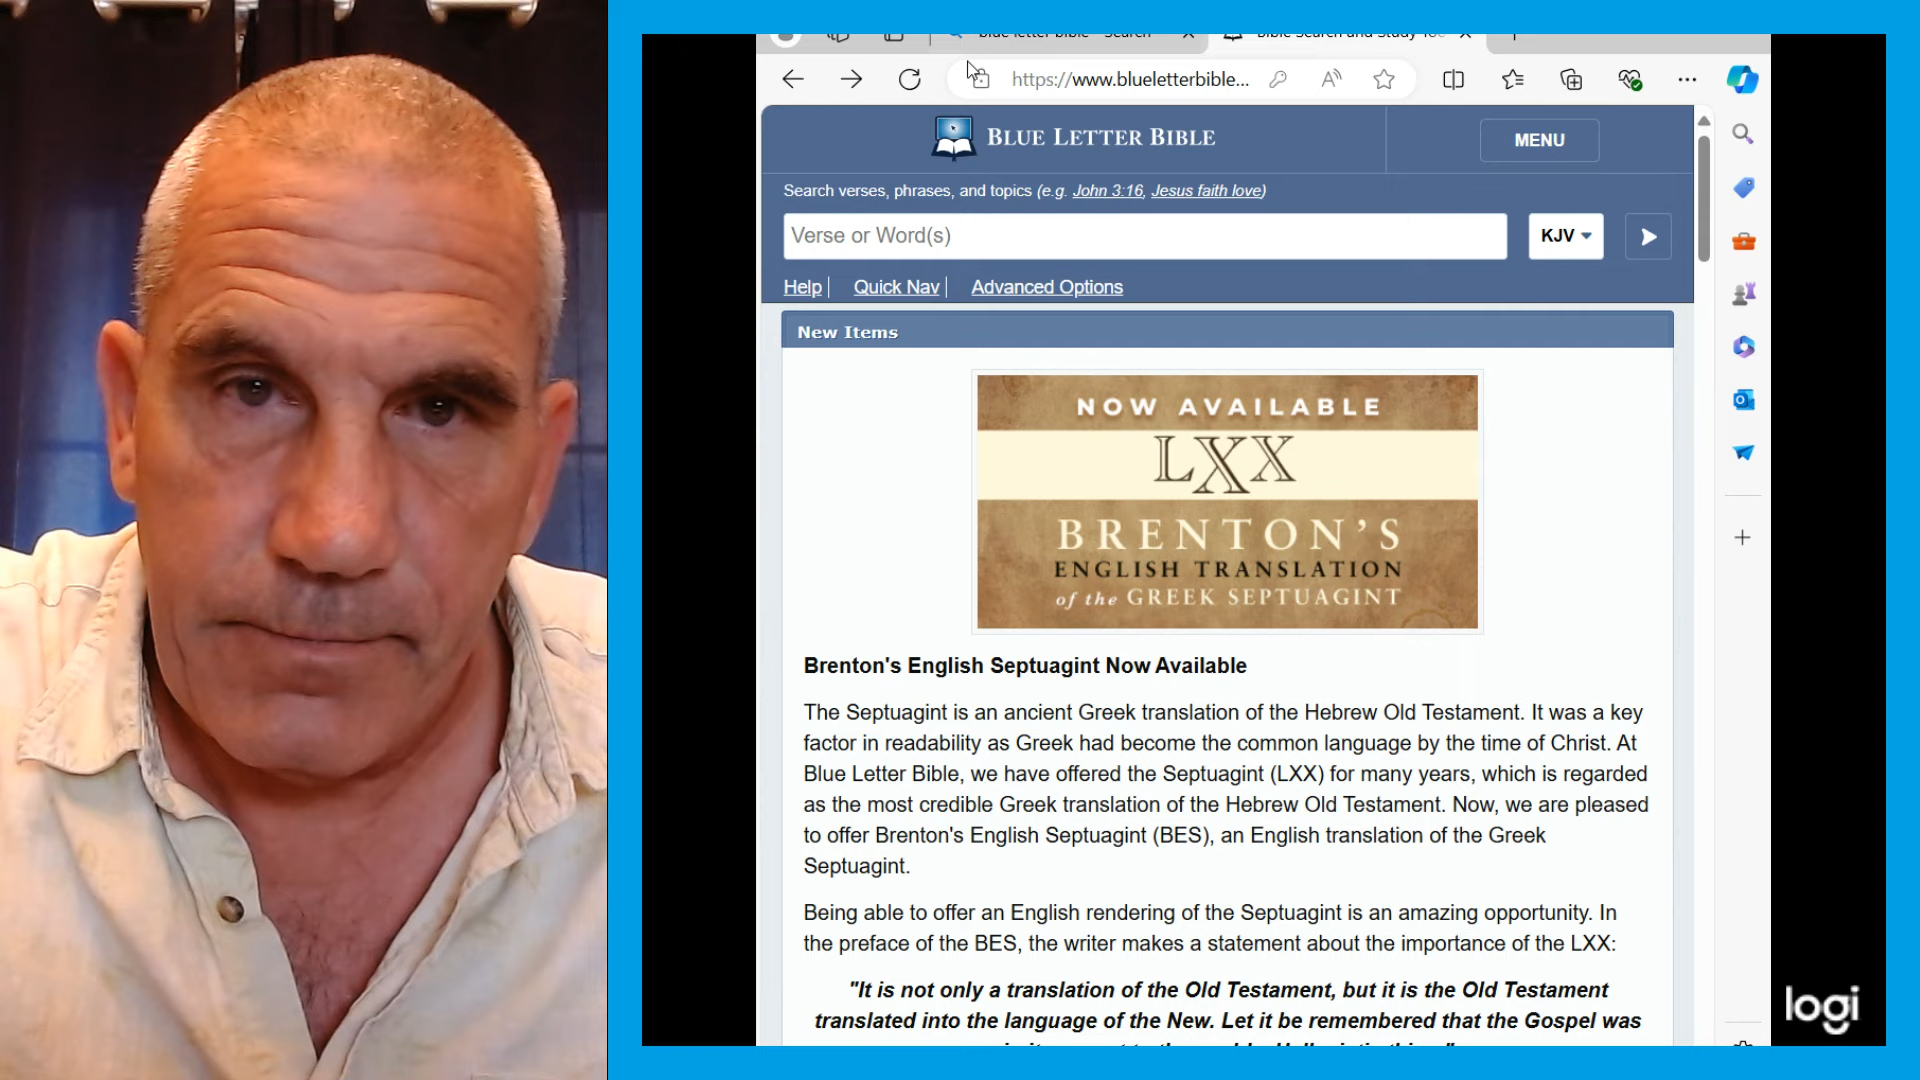 blue letter bible - Search
Bible Search and Study Too
https://www.blueletterbible...
BLUE LETTER BIBLE
MENU
Search verses, phrases, and topics (e.g. John 3:16, Jesus faith love)
Verse or Word(s)
KJV
Help
Quick Nav
Advanced Options
New Items
NOW AVAILABLE
LXX
BRENTON'S
ENGLISH TRANSLATION
of the GREEK SEPTUAGINT
Brenton's English Septuagint Now Available
The Septuagint is an ancient Greek translation of the Hebrew Old Testament. It was a key
factor in readability as Greek had become the common language by the time of Christ. At
Blue Letter Bible, we have offered the Septuagint (LXX) for many years, which is regarded
as the most credible Greek translation of the Hebrew Old Testament. Now, we are pleased
to offer Brenton's English Septuagint (BES), an English translation of the Greek
Septuagint.
Being able to offer an English rendering of the Septuagint is an amazing opportunity. In
the preface of the BES, the writer makes a statement about the importance of the LXX:
"It is not only a translation of the Old Testament, but it is the Old Testament
translated into the language of the New. Let it be remembered that the Gospel was
logi